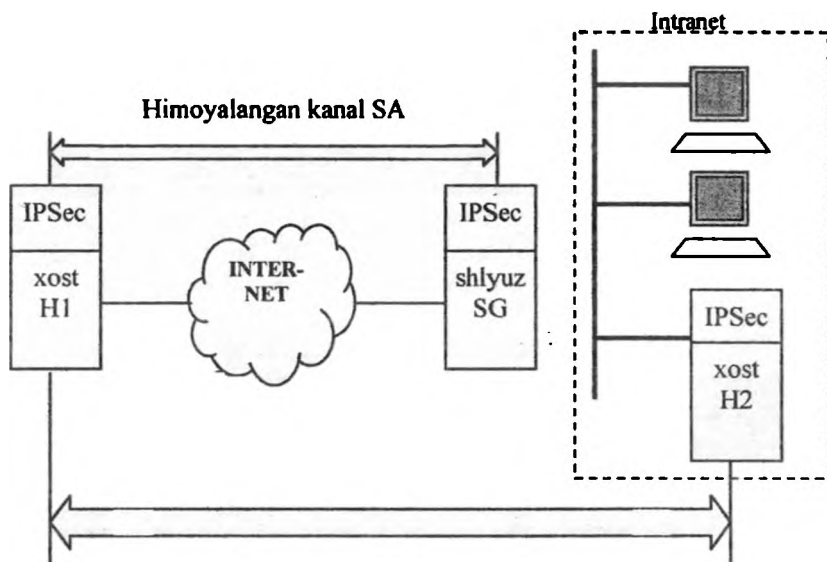 Intranet
Himoyalangan kanal SA
IPSec
xost
H1
INTER-
NET
IPSec
shlyuz
SG
IPSec
xost
H2